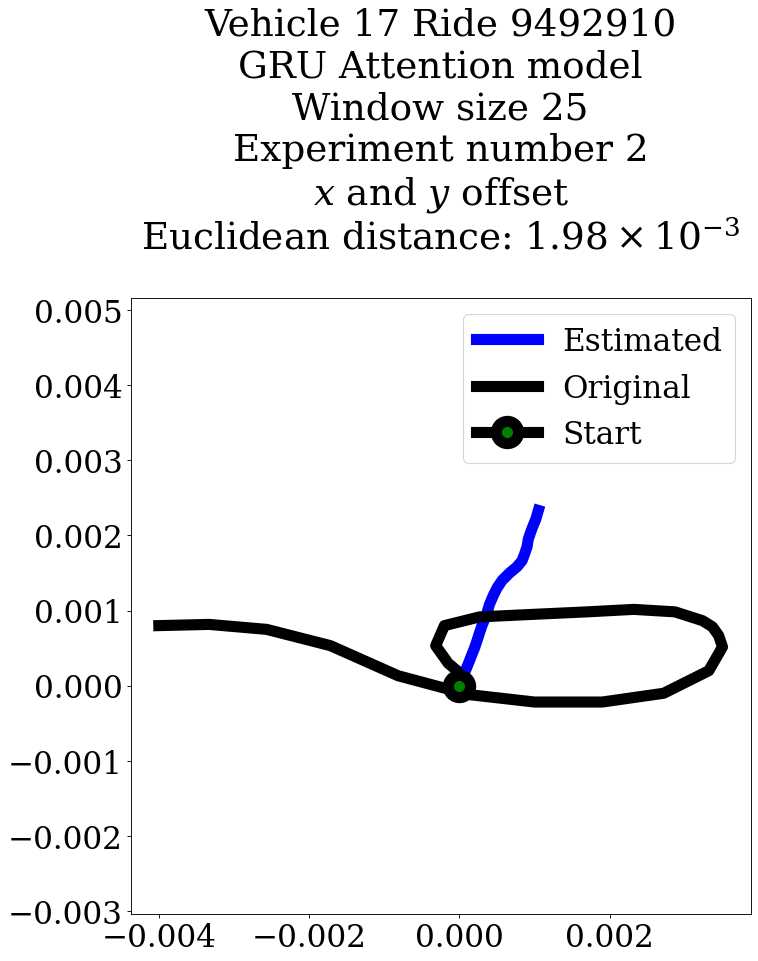 Vehicle 17 Ride 9492910
GRU Attention model
Window size 25
Experiment number 2
x and y offset
Euclidean distance: 1.98 × 10⁻³
Estimated
Original
Start
0.005
0.004
0.003
0.002
0.001
0.000
−0.001
−0.002
−0.003
−0.004 −0.002 0.000 0.002